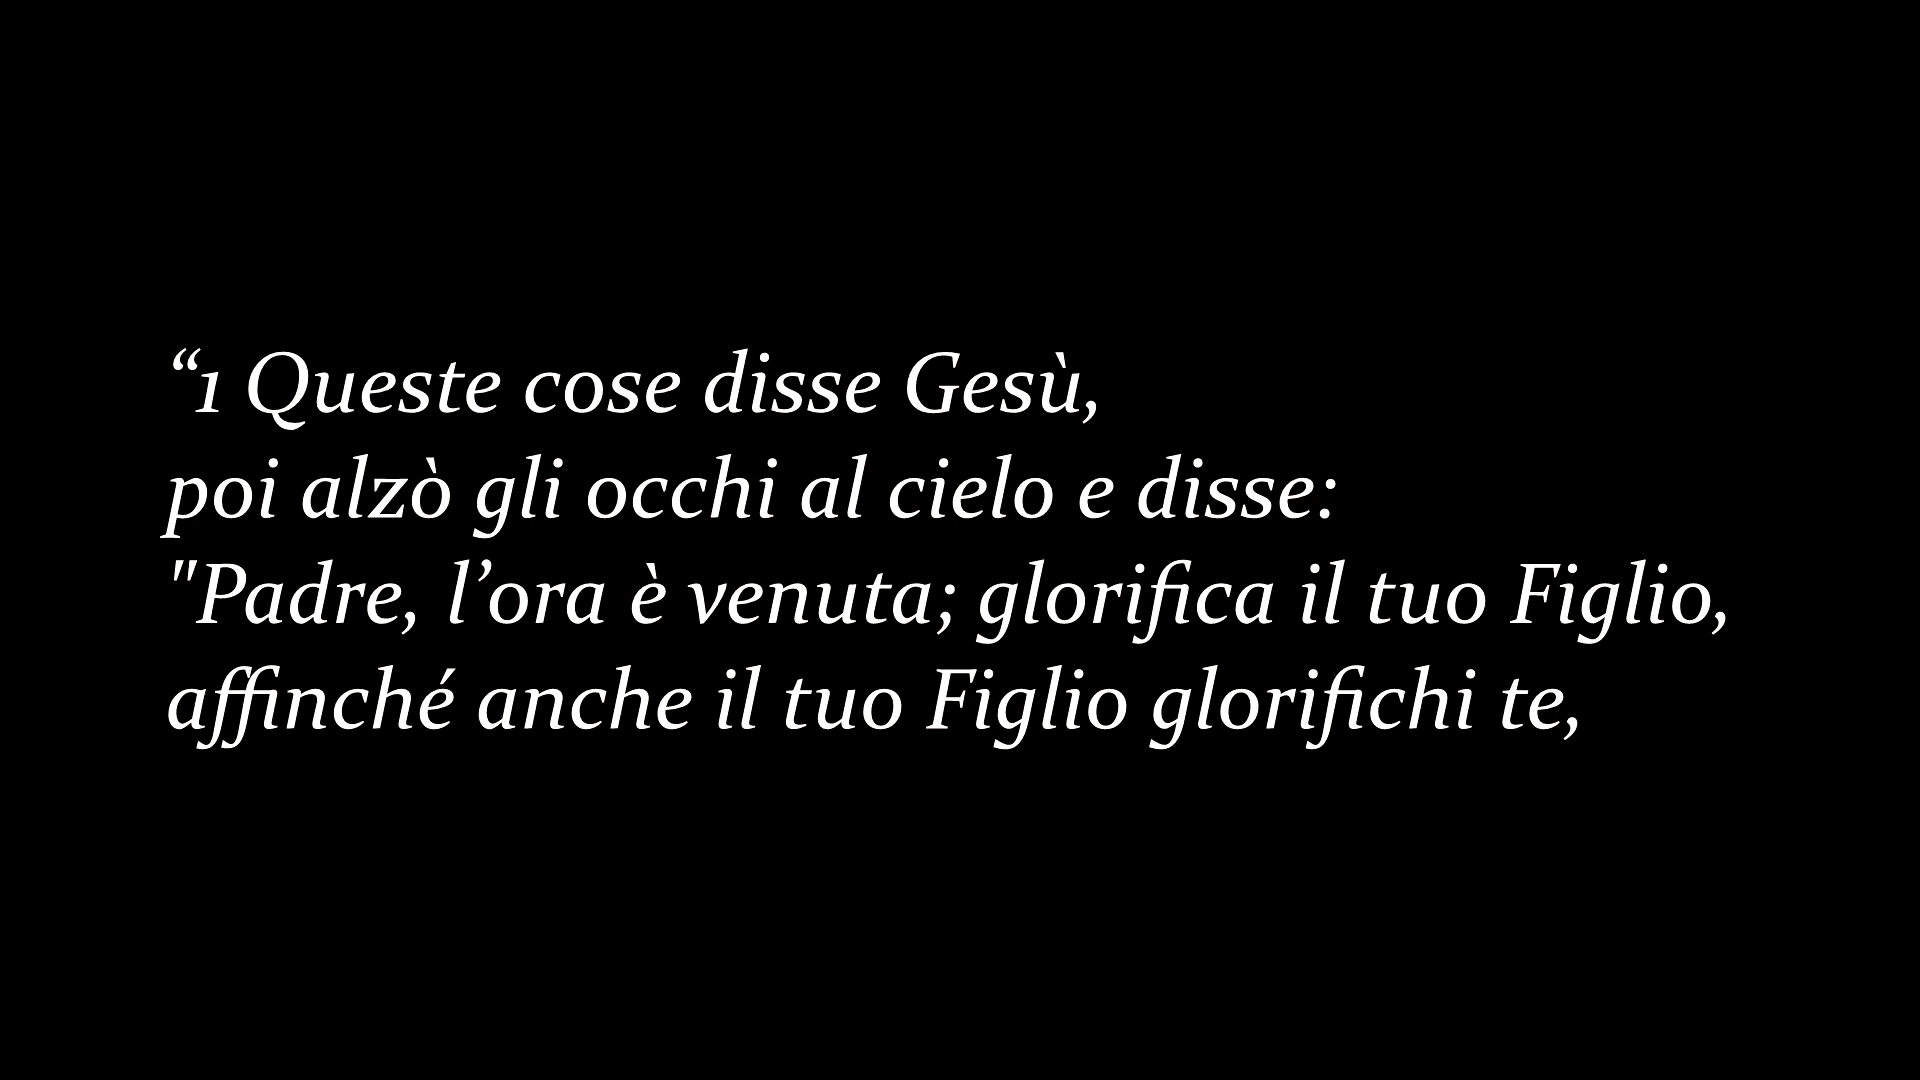 “1 Queste cose disse Gesù,
poi alzò gli occhi al cielo e disse:
"Padre, l’ora è venuta; glorifica il tuo Figlio,
affinché anche il tuo Figlio glorifichi te,